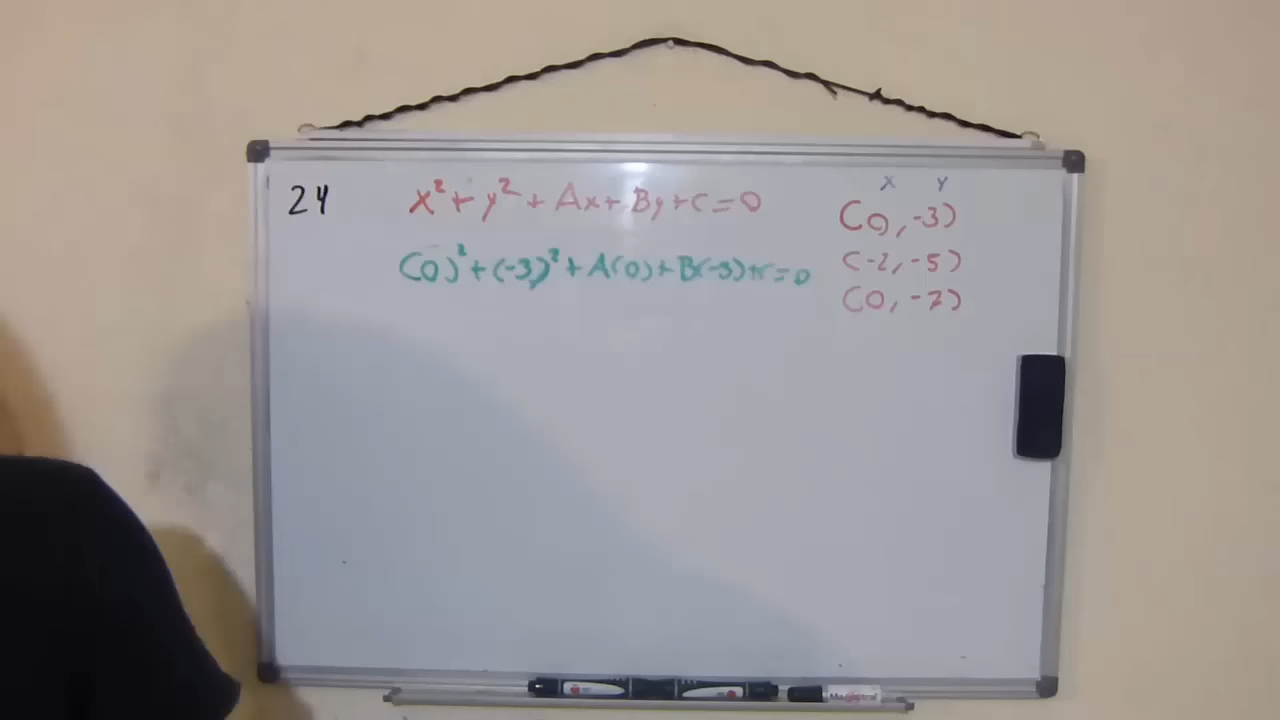 24
x² + y² + Ax + By + C = 0
(0)² + (-3)² + A(0) + B(-3) + C = 0
x y
(0, -3)
(-2, -5)
(0, -7)